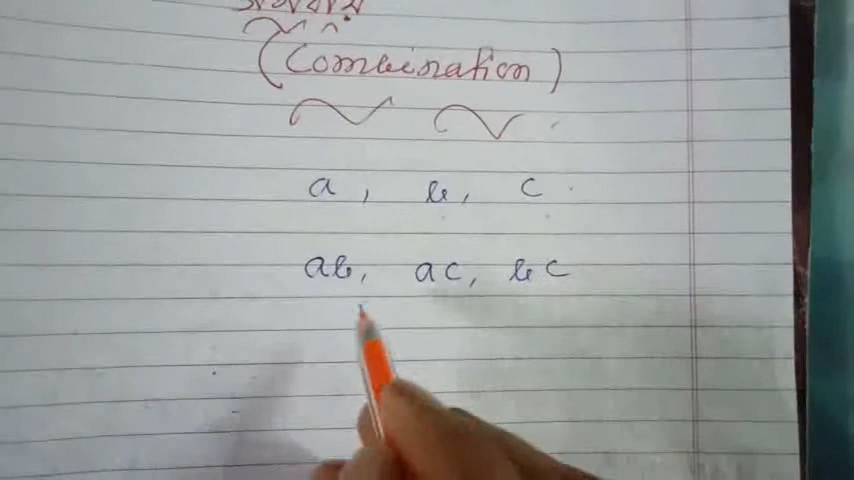 (Combination)
a, b, c
ab, ac, bc